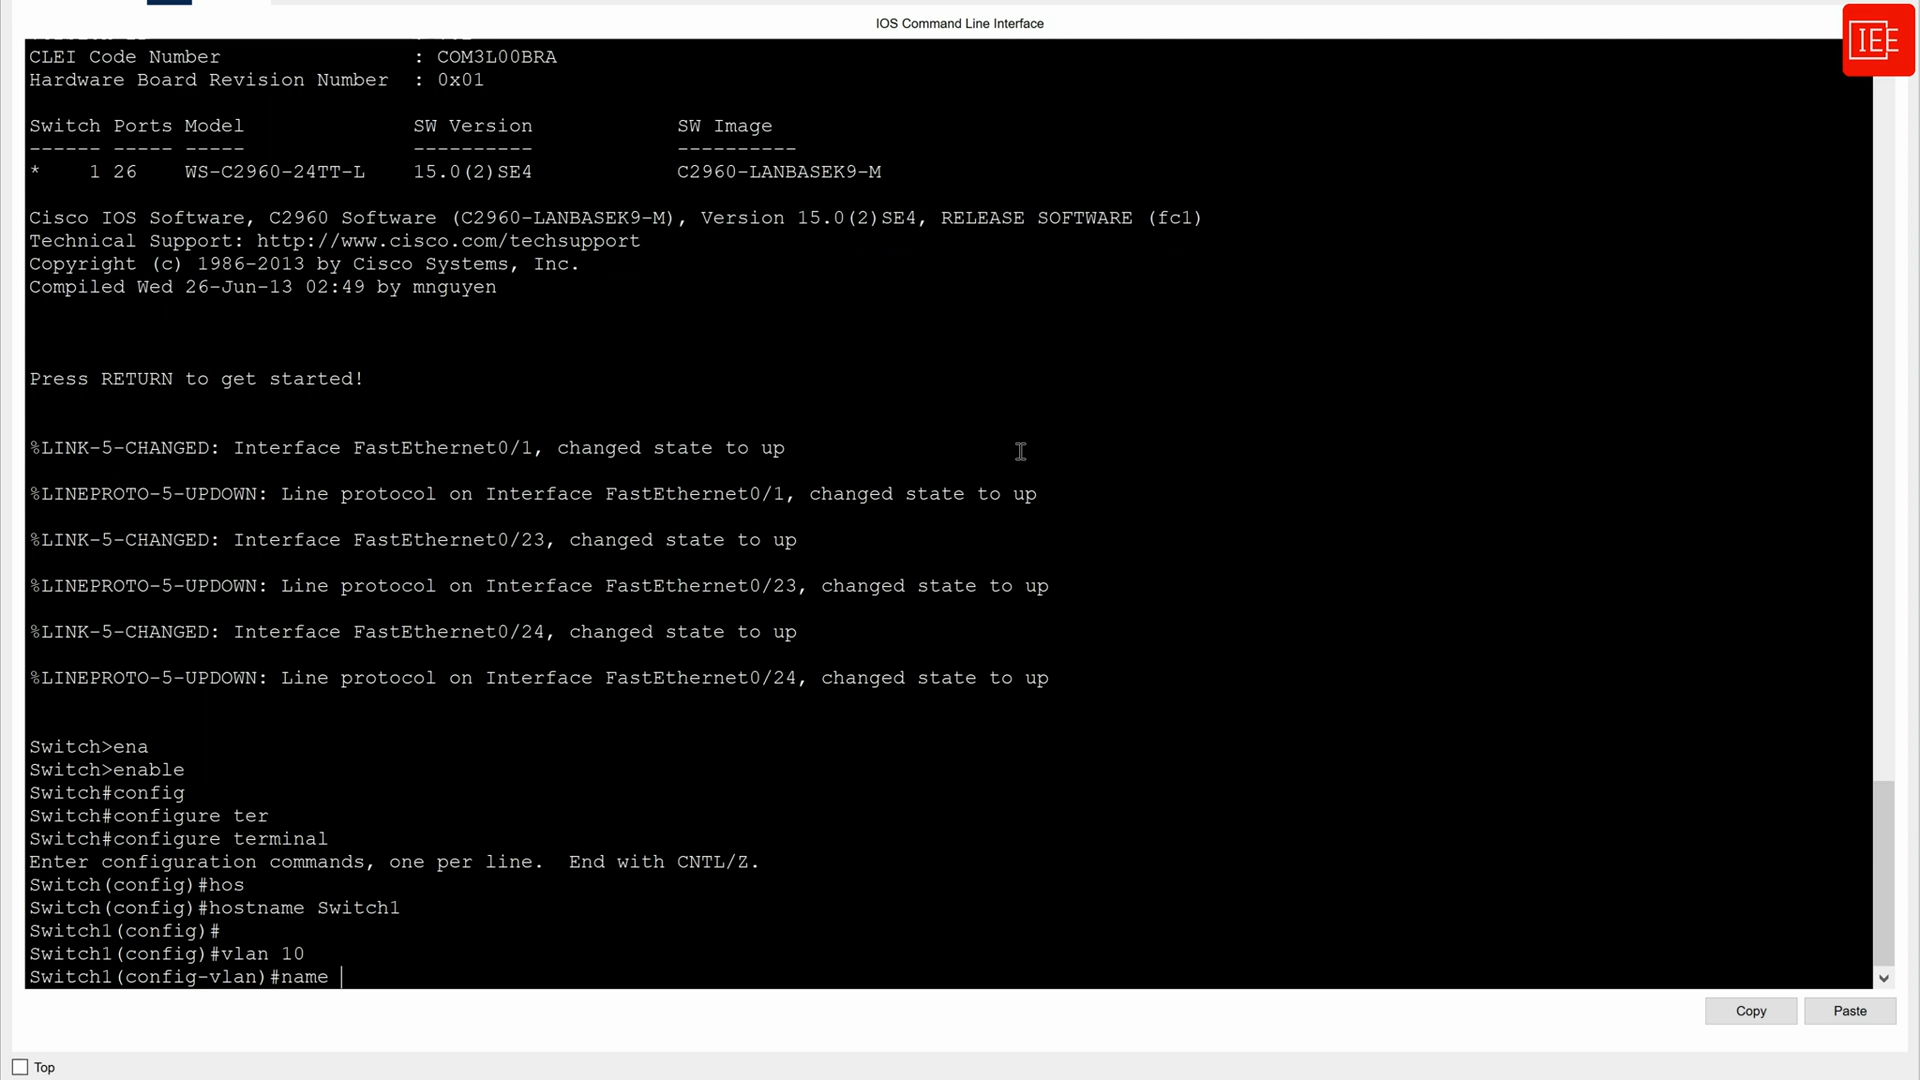 IOS Command Line Interface
IEE
CLEI Code Number                : COM3L00BRA
Hardware Board Revision Number  : 0x01
Switch Ports Model              SW Version            SW Image
------ ----- -----              ----------            ----------
*    1 26    WS-C2960-24TT-L    15.0(2)SE4            C2960-LANBASEK9-M
Cisco IOS Software, C2960 Software (C2960-LANBASEK9-M), Version 15.0(2)SE4, RELEASE SOFTWARE (fc1)
Technical Support: http://www.cisco.com/techsupport
Copyright (c) 1986-2013 by Cisco Systems, Inc.
Compiled Wed 26-Jun-13 02:49 by mnguyen
Press RETURN to get started!
%LINK-5-CHANGED: Interface FastEthernet0/1, changed state to up
%LINEPROTO-5-UPDOWN: Line protocol on Interface FastEthernet0/1, changed state to up
%LINK-5-CHANGED: Interface FastEthernet0/23, changed state to up
%LINEPROTO-5-UPDOWN: Line protocol on Interface FastEthernet0/23, changed state to up
%LINK-5-CHANGED: Interface FastEthernet0/24, changed state to up
%LINEPROTO-5-UPDOWN: Line protocol on Interface FastEthernet0/24, changed state to up
Switch>ena
Switch>enable
Switch#config
Switch#configure ter
Switch#configure terminal
Enter configuration commands, one per line.  End with CNTL/Z.
Switch(config)#hos
Switch(config)#hostname Switch1
Switch1(config)#
Switch1(config)#vlan 10
Switch1(config-vlan)#name
Copy
Paste
Top